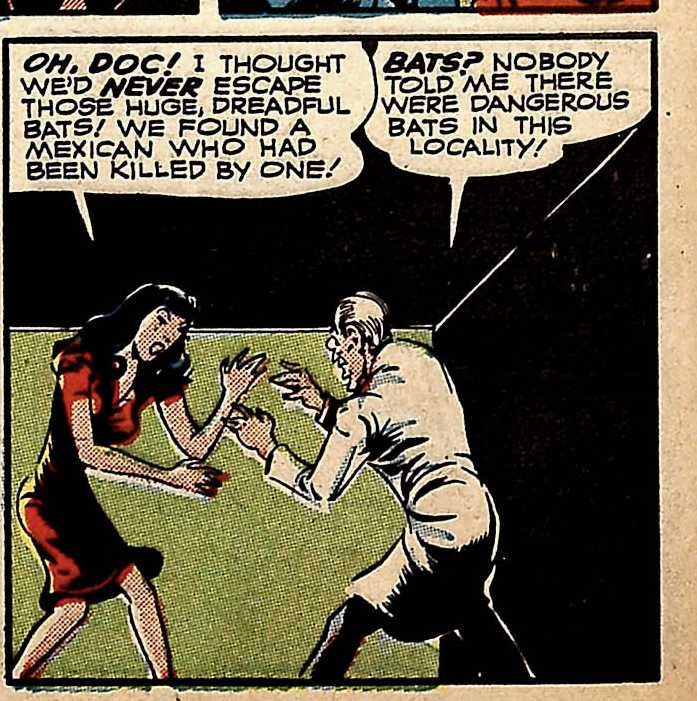 OH, DOC! I THOUGHT
WE'D NEVER ESCAPE
THOSE HUGE, DREADFUL
BATS! WE FOUND A
MEXICAN WHO HAD
BEEN KILLED BY ONE!
BATS? NOBODY
TOLD ME THERE
WERE DANGEROUS
BATS IN THIS
LOCALITY!